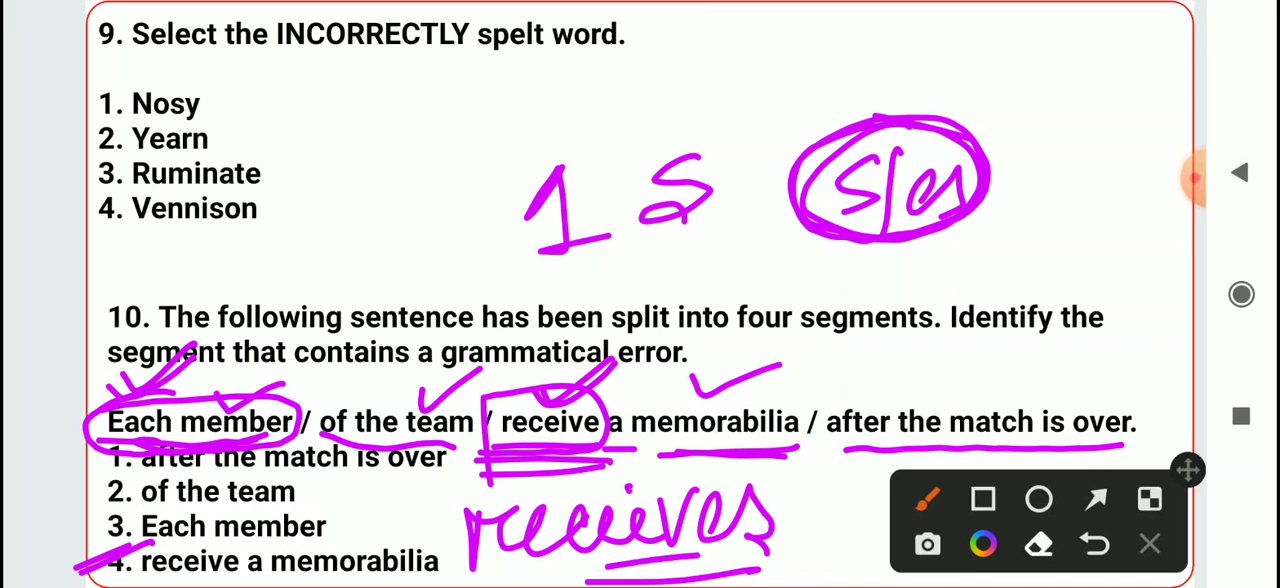 9. Select the INCORRECTLY spelt word.
1. Nosy
2. Yearn
3. Ruminate
4. Vennison
1 S s/es
10. The following sentence has been split into four segments. Identify the
segment that contains a grammatical error.
Each member / of the team / receive a memorabilia / after the match is over.
1. after the match is over
2. of the team
3. Each member
4. receive a memorabilia
receives